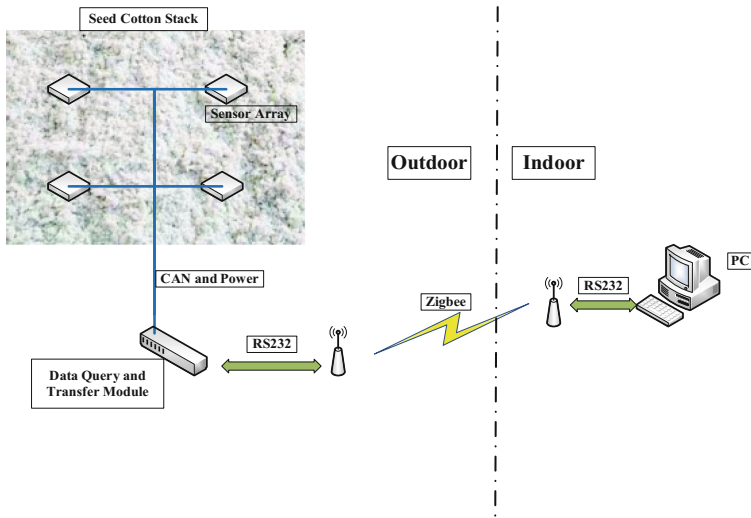 Seed Cotton Stack
Sensor Array
Outdoor
Indoor
CAN and Power
PC
RS232
Zigbee
RS232
Data Query and
Transfer Module